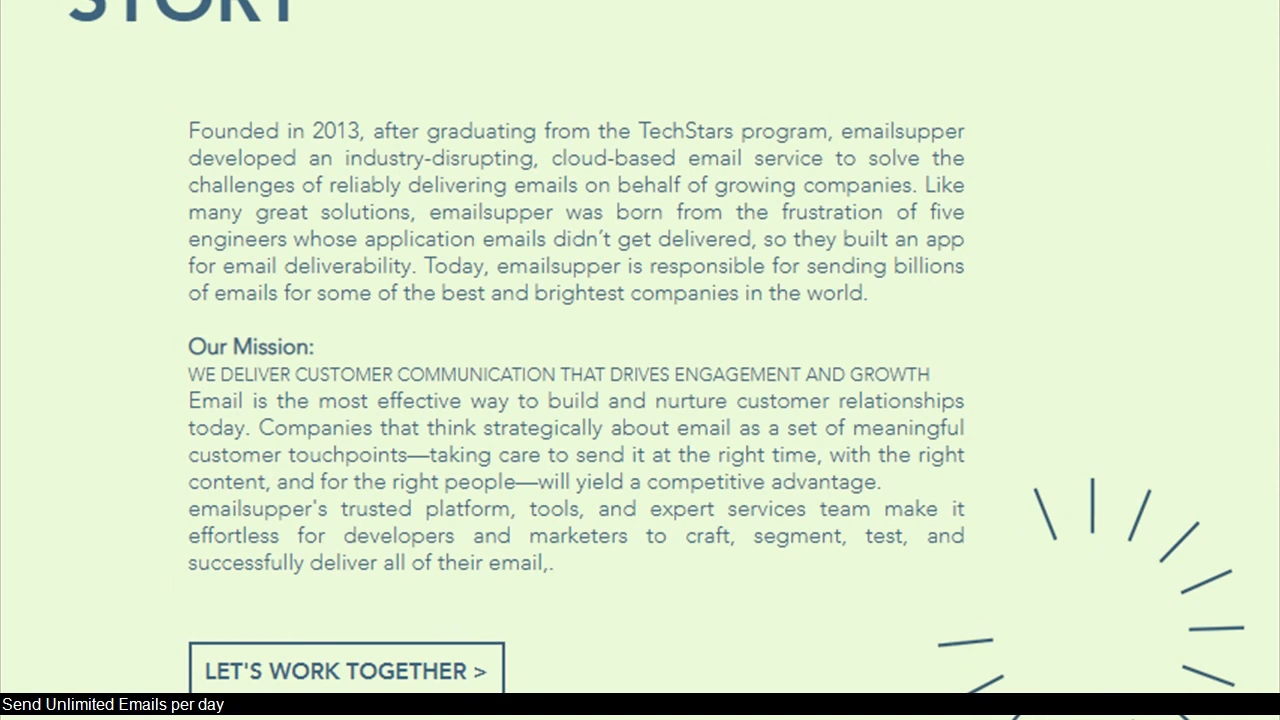 STORY
Founded in 2013, after graduating from the TechStars program, emailsupper
developed an industry-disrupting, cloud-based email service to solve the
challenges of reliably delivering emails on behalf of growing companies. Like
many great solutions, emailsupper was born from the frustration of five
engineers whose application emails didn’t get delivered, so they built an app
for email deliverability. Today, emailsupper is responsible for sending billions
of emails for some of the best and brightest companies in the world.
Our Mission:
WE DELIVER CUSTOMER COMMUNICATION THAT DRIVES ENGAGEMENT AND GROWTH
Email is the most effective way to build and nurture customer relationships
today. Companies that think strategically about email as a set of meaningful
customer touchpoints—taking care to send it at the right time, with the right
content, and for the right people—will yield a competitive advantage.
emailsupper's trusted platform, tools, and expert services team make it
effortless for developers and marketers to craft, segment, test, and
successfully deliver all of their email,.
LET'S WORK TOGETHER >
Send Unlimited Emails per day